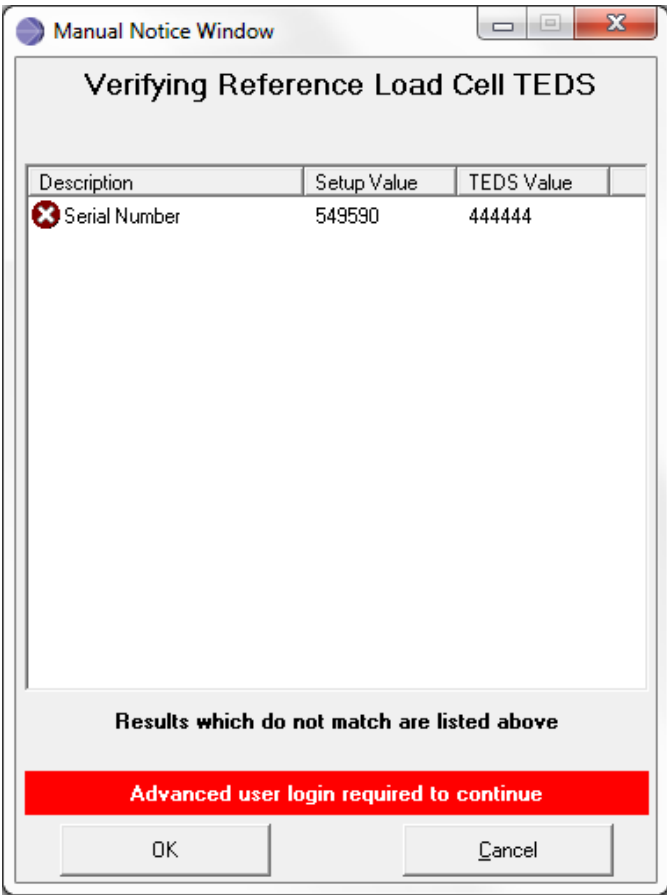 Manual Notice Window
Verifying Reference Load Cell TEDS
Description Setup Value TEDS Value
Serial Number 549590 444444
Results which do not match are listed above
Advanced user login required to continue
OK Cancel